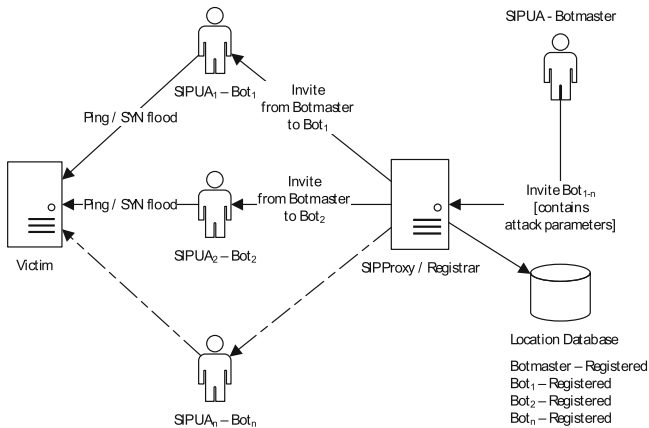 SIPUA - Botmaster
SIPUA1 – Bot1
Invite
from Botmaster
to Bot1
Ping / SYN flood
Invite
from Botmaster
to Bot2
Ping / SYN flood
Invite Bot1-n
[contains
attack parameters]
Victim
SIPUA2 – Bot2
SIPProxy / Registrar
Location Database
Botmaster – Registered
Bot1 – Registered
Bot2 – Registered
Botn – Registered
SIPUAn – Botn